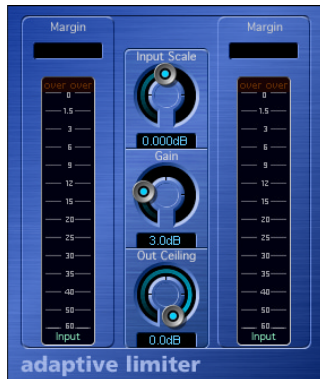 Margin
Input Scale
Margin
over over
0
1.5
3
6
9
12
15
20
25
30
35
40
50
60
Input
0.000dB
Gain
3.0dB
Out Ceiling
0.0dB
over over
0
1.5
3
6
9
12
15
20
25
30
35
40
50
60
Input
adaptive limiter